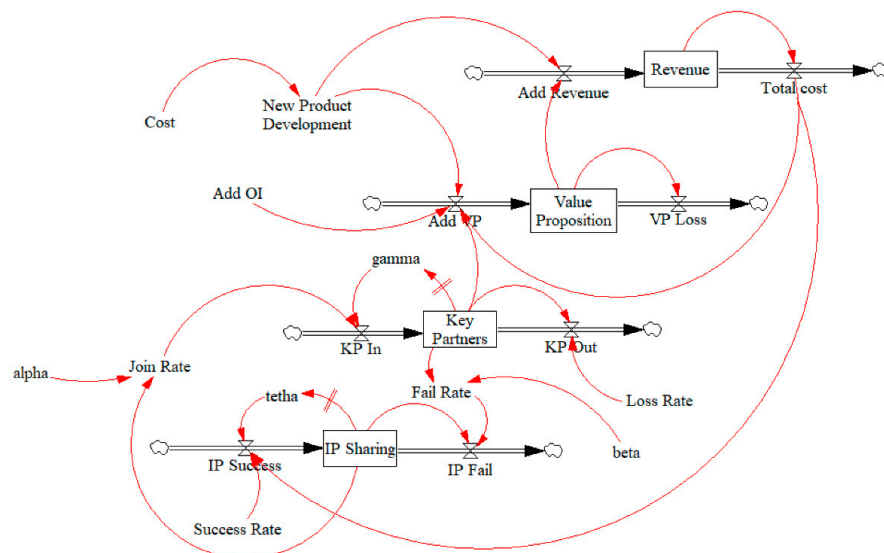 Revenue
Add Revenue
Total cost
New Product
Development
Cost
Add OI
Value
Proposition
Add VP
VP Loss
gamma
Key
Partners
KP In
KP Out
Join Rate
alpha
tetha
Fail Rate
Loss Rate
IP Sharing
beta
IP Success
IP Fail
Success Rate